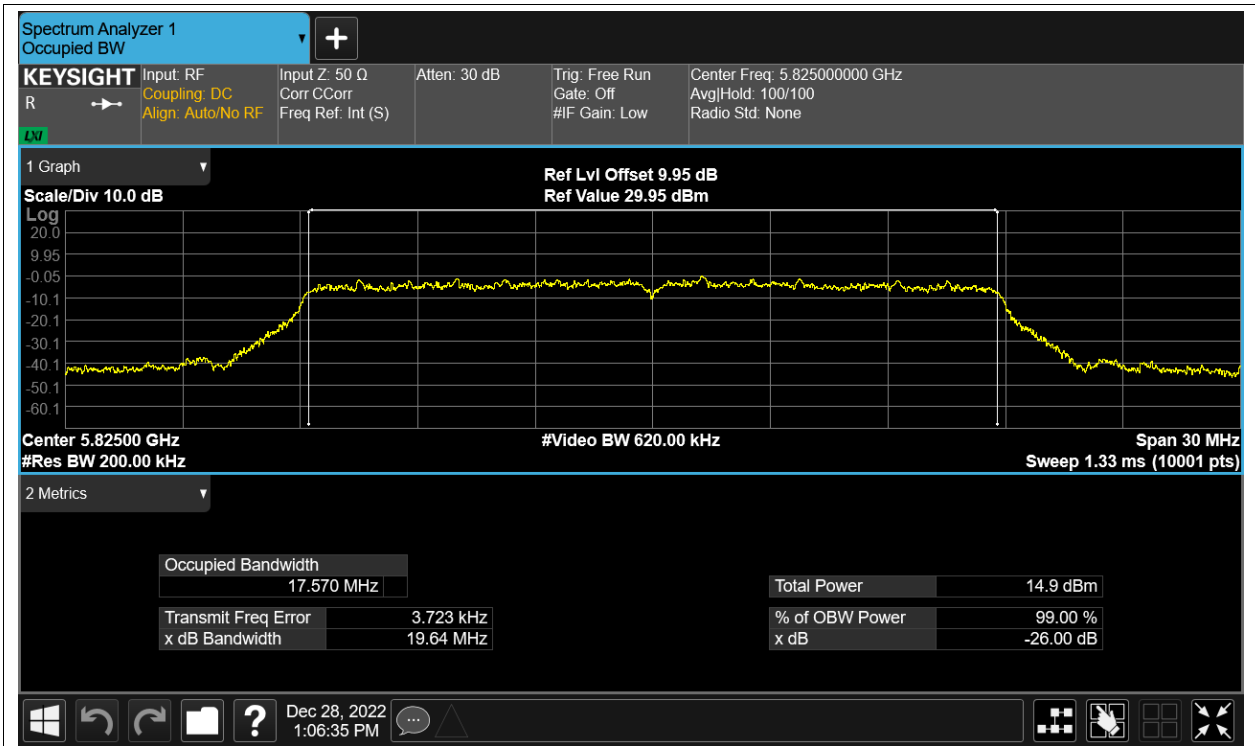 Spectrum Analyzer 1
Occupied BW
KEYSIGHT
R
LXI
Input: RF
Coupling: DC
Align: Auto/No RF
Input Z: 50 Ω
Corr CCorr
Freq Ref: Int (S)
Atten: 30 dB
Trig: Free Run
Gate: Off
#IF Gain: Low
Center Freq: 5.825000000 GHz
Avg|Hold: 100/100
Radio Std: None
1 Graph
Scale/Div 10.0 dB
Ref Lvl Offset 9.95 dB
Ref Value 29.95 dBm
Log
20.0
9.95
-0.05
-10.1
-20.1
-30.1
-40.1
-50.1
-60.1
Center 5.82500 GHz
#Res BW 200.00 kHz
#Video BW 620.00 kHz
Span 30 MHz
Sweep 1.33 ms (10001 pts)
2 Metrics
Occupied Bandwidth
17.570 MHz
Transmit Freq Error 3.723 kHz
x dB Bandwidth 19.64 MHz
Total Power 14.9 dBm
% of OBW Power 99.00 %
x dB -26.00 dB
?
Dec 28, 2022
1:06:35 PM